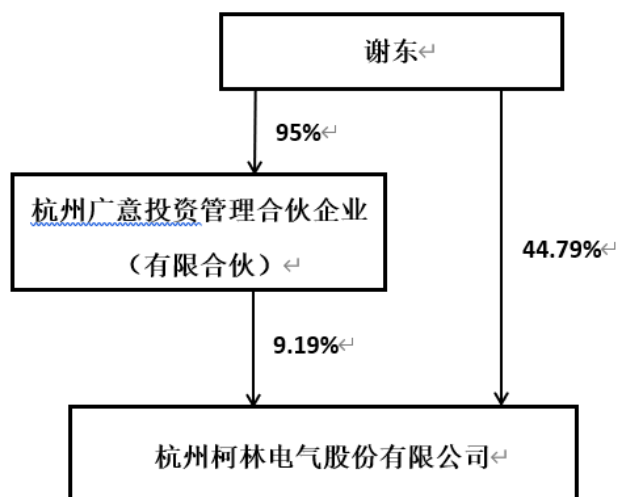 谢东
95%
杭州广意投资管理合伙企业
（有限合伙）
44.79%
9.19%
杭州柯林电气股份有限公司